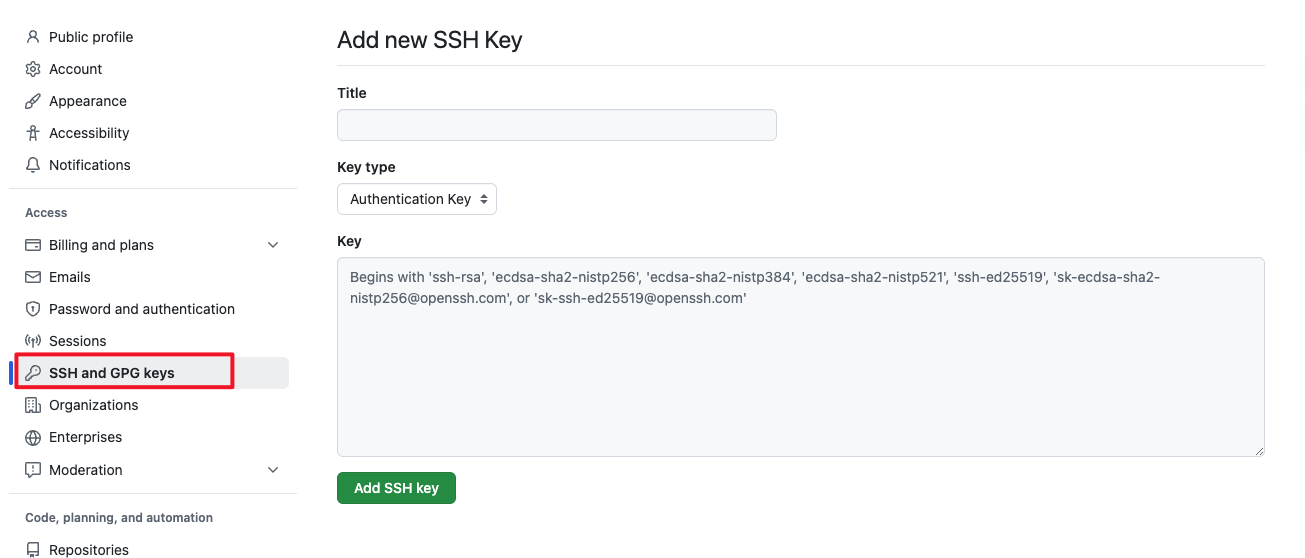 Public profile
Account
Appearance
Accessibility
Notifications
Access
Billing and plans
Emails
Password and authentication
Sessions
SSH and GPG keys
Organizations
Enterprises
Moderation
Code, planning, and automation
Repositories
Add new SSH Key
Title
Key type
Authentication Key
Key
Begins with 'ssh-rsa', 'ecdsa-sha2-nistp256', 'ecdsa-sha2-nistp384', 'ecdsa-sha2-nistp521', 'ssh-ed25519', 'sk-ecdsa-sha2-
nistp256@openssh.com', or 'sk-ssh-ed25519@openssh.com'
Add SSH key